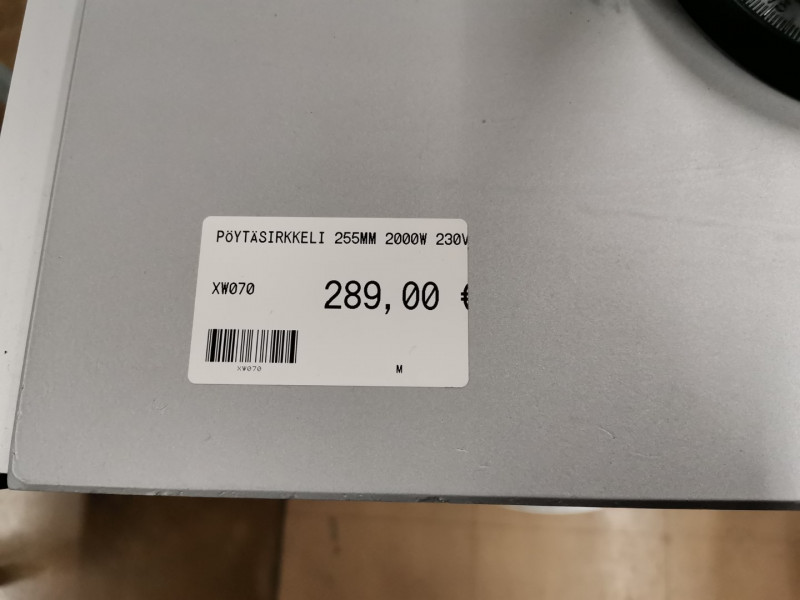 PÖYTÄSIRKKELI 255MM 2000W 230V
XW070
289,00 €
XW070
M